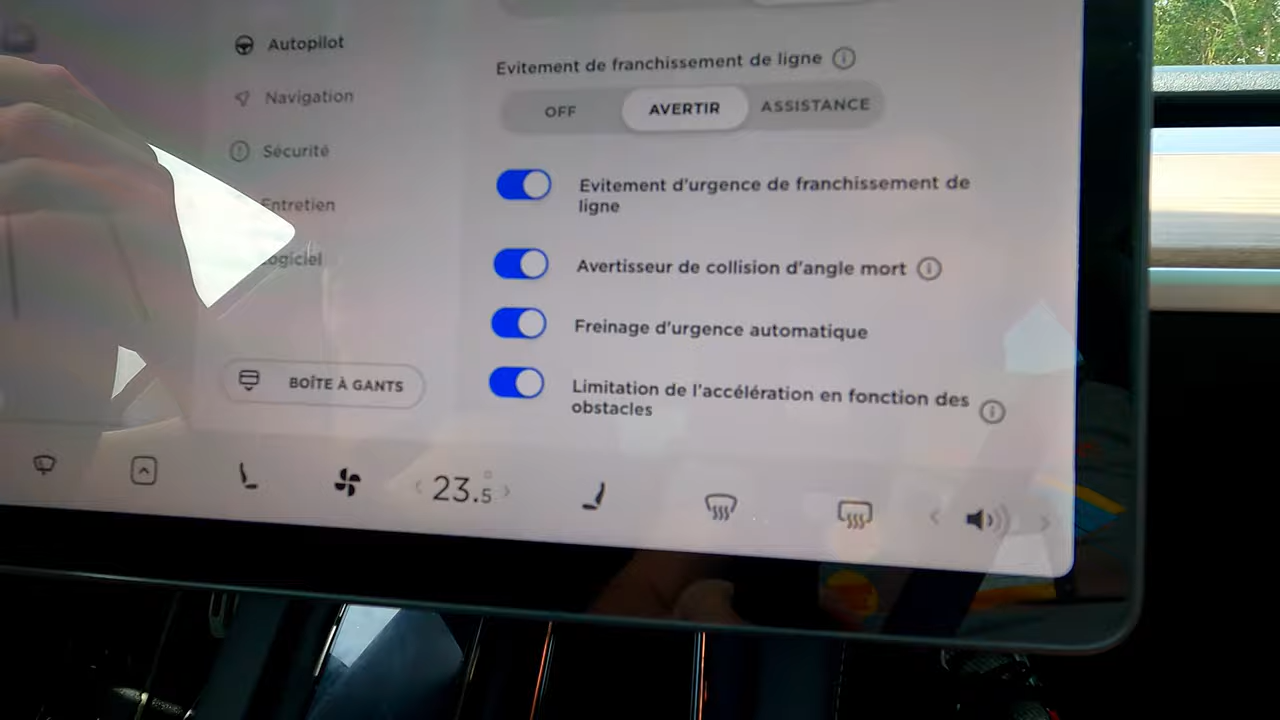 Autopilot
Navigation
Sécurité
Entretien
ogiciel
BOÎTE À GANTS
Evitement de franchissement de ligne
OFF
AVERTIR
ASSISTANCE
Evitement d'urgence de franchissement de
ligne
Avertisseur de collision d'angle mort
Freinage d'urgence automatique
Limitation de l'accélération en fonction des
obstacles
23.5